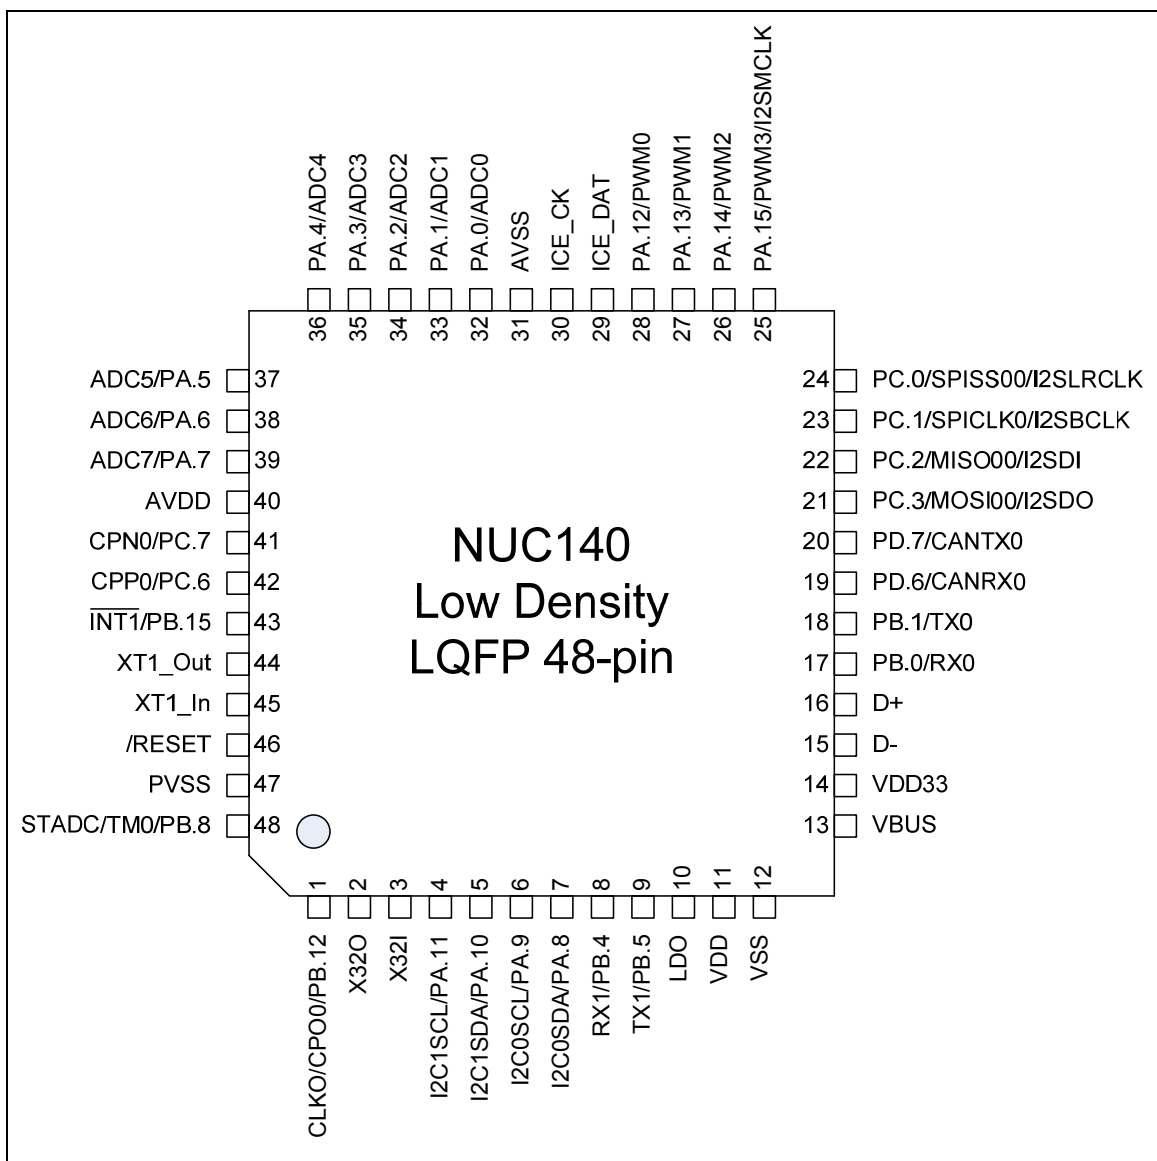 PA.4/ADC4
PA.3/ADC3
PA.2/ADC2
PA.1/ADC1
PA.0/ADC0
AVSS
ICE_CK
ICE_DAT
PA.12/PWM0
PA.13/PWM1
PA.14/PWM2
PA.15/PWM3/I2SMCLK
36
35
34
33
32
31
30
29
28
27
26
25
ADC5/PA.5 37
ADC6/PA.6 38
ADC7/PA.7 39
AVDD 40
CPN0/PC.7 41
CPP0/PC.6 42
INT1/PB.15 43
XT1_Out 44
XT1_In 45
/RESET 46
PVSS 47
STADC/TM0/PB.8 48
NUC140
Low Density
LQFP 48-pin
24 PC.0/SPISS00/I2SLRCLK
23 PC.1/SPICLK0/I2SBCLK
22 PC.2/MISO00/I2SDI
21 PC.3/MOSI00/I2SDO
20 PD.7/CANTX0
19 PD.6/CANRX0
18 PB.1/TX0
17 PB.0/RX0
16 D+
15 D-
14 VDD33
13 VBUS
1
2
3
4
5
6
7
8
9
10
11
12
CLKO/CPO0/PB.12
X32O
X32I
I2C1SCL/PA.11
I2C1SDA/PA.10
I2C0SCL/PA.9
I2C0SDA/PA.8
RX1/PB.4
TX1/PB.5
LDO
VDD
VSS